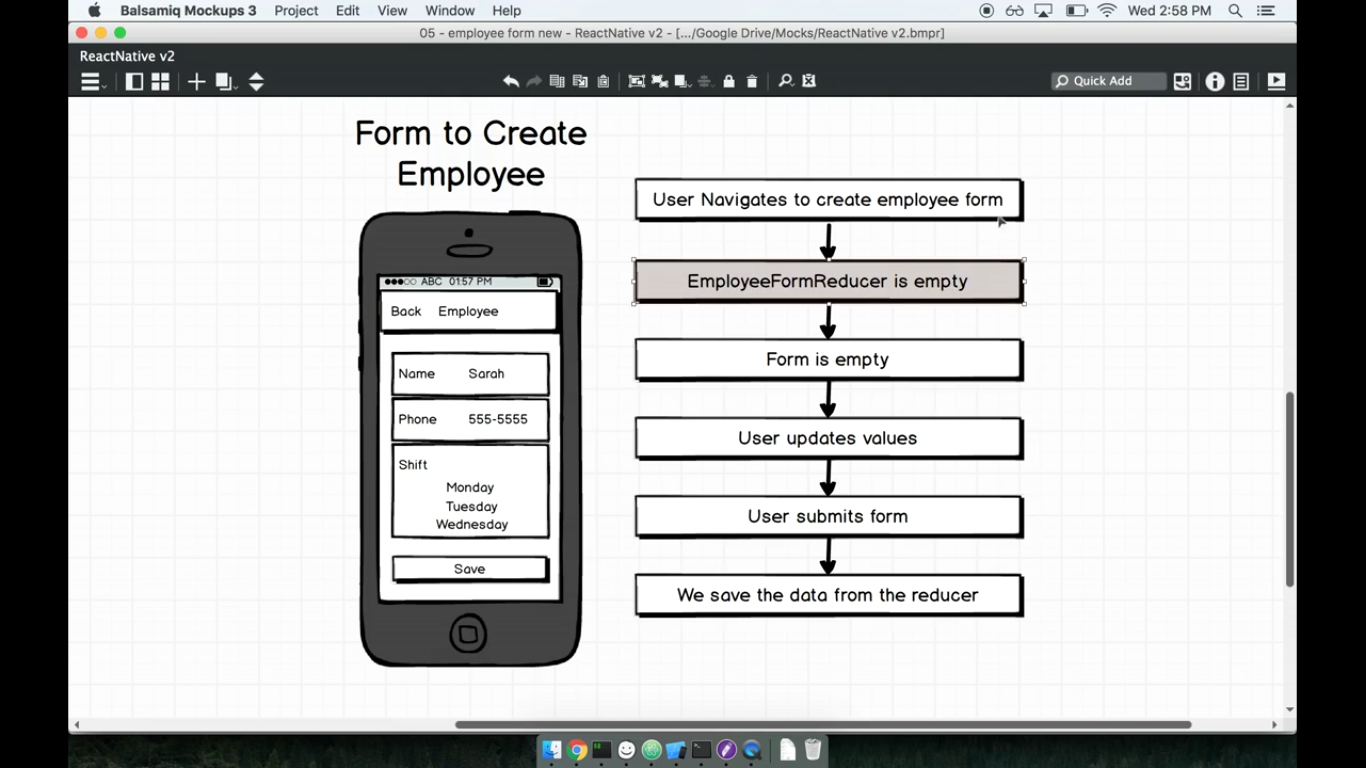 Balsamiq Mockups 3 Project Edit View Window Help Wed 2:58 PM
05 - employee form new - ReactNative v2 - [.../Google Drive/Mocks/ReactNative v2.bmpr]
ReactNative v2
Quick Add
Form to Create
Employee
ABC 01:57 PM
Back Employee
Name Sarah
Phone 555-5555
Shift
Monday
Tuesday
Wednesday
Save
User Navigates to create employee form
EmployeeFormReducer is empty
Form is empty
User updates values
User submits form
We save the data from the reducer